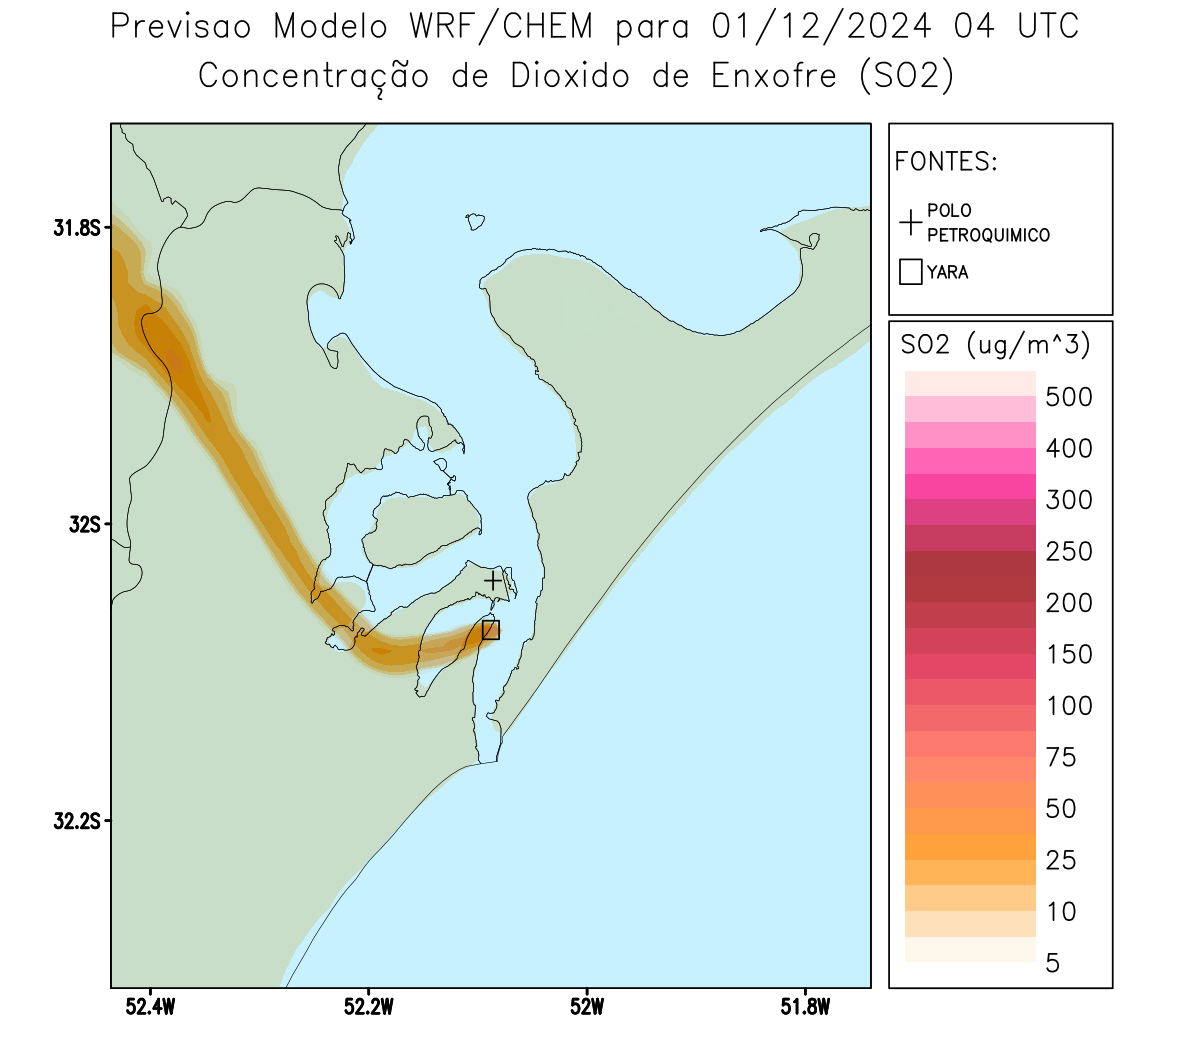 Previsao Modelo WRF/CHEM para 01/12/2024 04 UTC
Concentração de Dioxido de Enxofre (SO2)
FONTES:
POLO
PETROQUIMICO
YARA
SO2 (ug/m^3)
500
400
300
250
200
150
100
75
50
25
10
5
31.8S
32S
32.2S
52.4W
52.2W
52W
51.8W